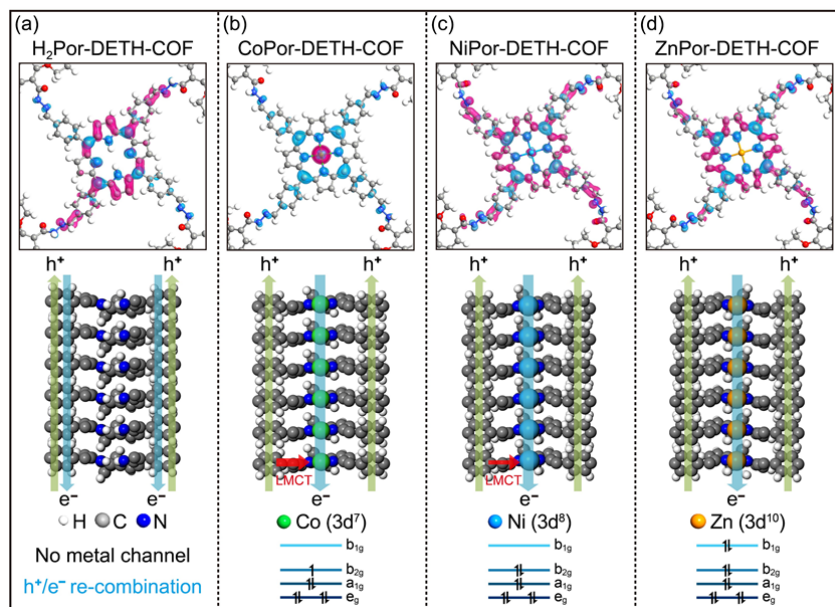 (a)
H₂Por-DETH-COF
h⁺
h⁺
e⁻
e⁻
H C N
No metal channel
h⁺/e⁻ re-combination
(b)
CoPor-DETH-COF
h⁺
h⁺
LMCT
e⁻
Co (3d⁷)
b₁g
b₂g
a₁g
eg
(c)
NiPor-DETH-COF
h⁺
h⁺
LMCT
e⁻
Ni (3d⁸)
b₁g
b₂g
a₁g
eg
(d)
ZnPor-DETH-COF
h⁺
h⁺
e⁻
Zn (3d¹⁰)
b₁g
b₂g
a₁g
eg